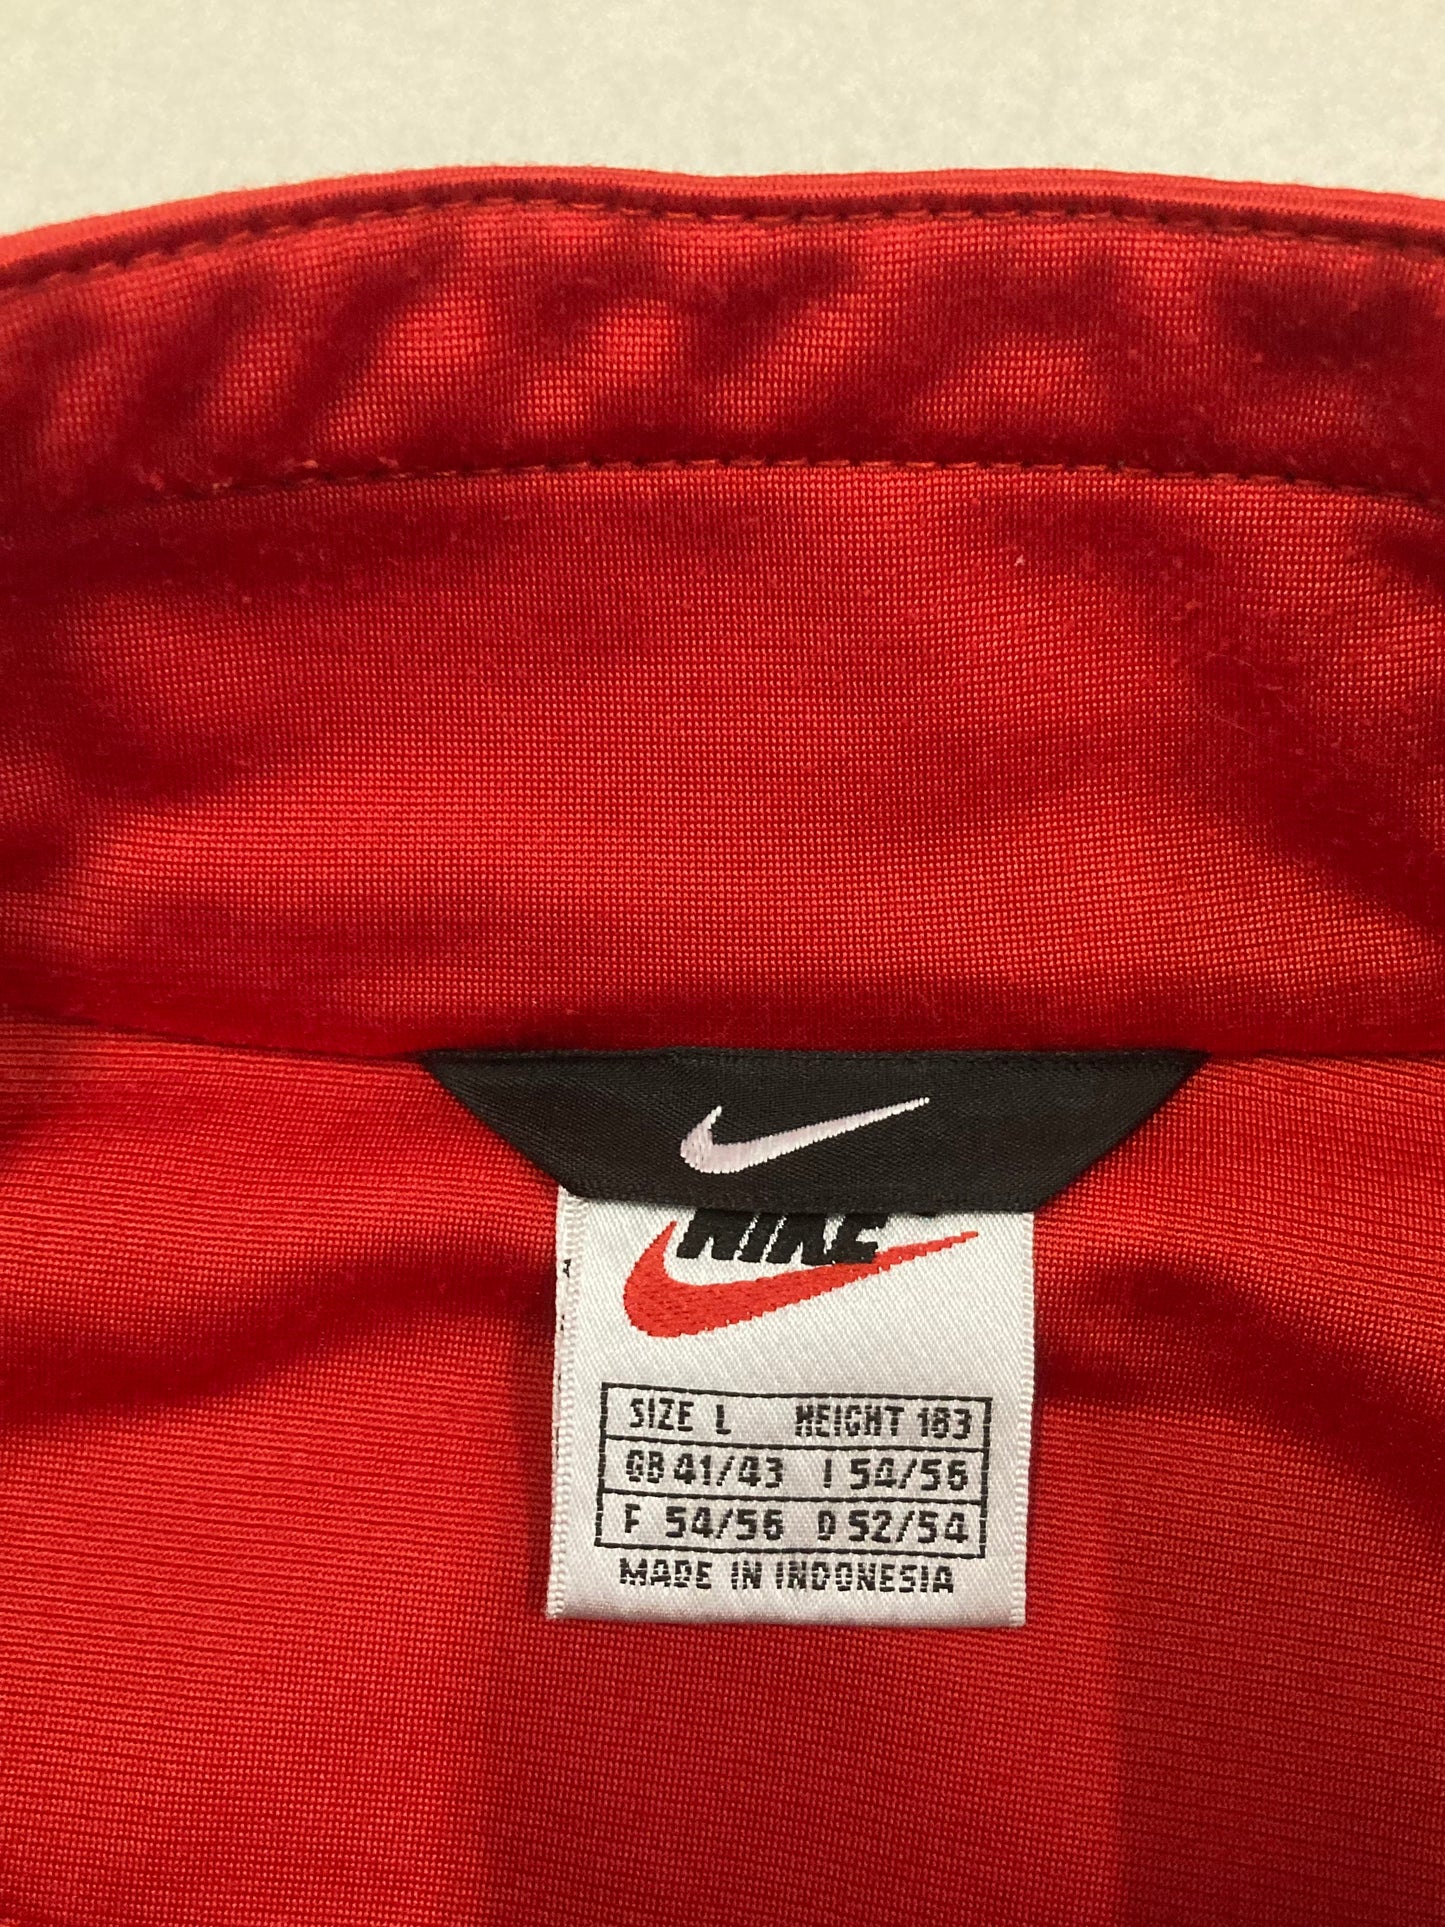 NIKE
SIZE L HEIGHT 183
GB 41/43 I 54/56
F 54/56 D 52/54
MADE IN INDONESIA